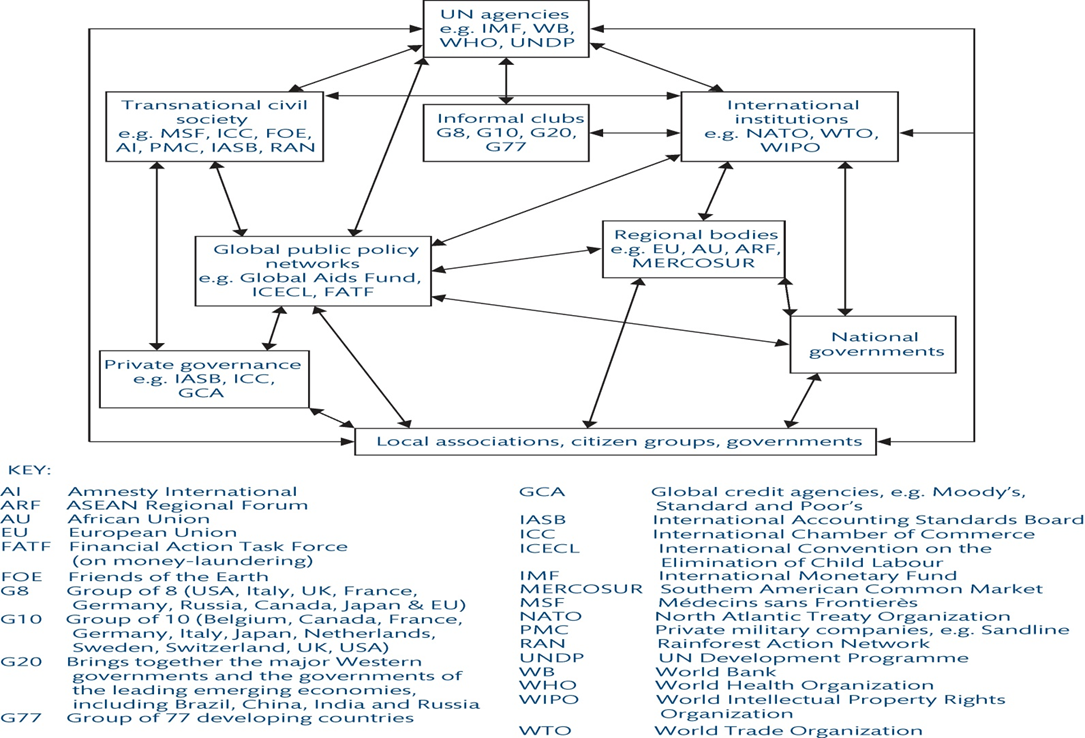 UN agencies
e.g. IMF, WB,
WHO, UNDP
Transnational civil
society
e.g. MSF, ICC, FOE,
AI, PMC, IASB, RAN
Informal clubs
G8, G10, G20,
G77
International
institutions
e.g. NATO, WTO,
WIPO
Global public policy
networks
e.g. Global Aids Fund,
ICECL, FATF
Regional bodies
e.g. EU, AU, ARF,
MERCOSUR
National
governments
Private governance
e.g. IASB, ICC,
GCA
Local associations, citizen groups, governments
KEY:
AI Amnesty International
ARF ASEAN Regional Forum
AU African Union
EU European Union
FATF Financial Action Task Force
(on money-laundering)
FOE Friends of the Earth
G8 Group of 8 (USA, Italy, UK, France,
Germany, Russia, Canada, Japan & EU)
G10 Group of 10 (Belgium, Canada, France,
Germany, Italy, Japan, Netherlands,
Sweden, Switzerland, UK, USA)
G20 Brings together the major Western
governments and the governments of
the leading emerging economies,
including Brazil, China, India and Russia
G77 Group of 77 developing countries
GCA Global credit agencies, e.g. Moody's,
Standard and Poor's
IASB International Accounting Standards Board
ICC International Chamber of Commerce
ICECL International Convention on the
Elimination of Child Labour
IMF International Monetary Fund
MERCOSUR Southern American Common Market
MSF Médecins sans Frontierès
NATO North Atlantic Treaty Organization
PMC Private military companies, e.g. Sandline
RAN Rainforest Action Network
UNDP UN Development Programme
WB World Bank
WHO World Health Organization
WIPO World Intellectual Property Rights
Organization
WTO World Trade Organization